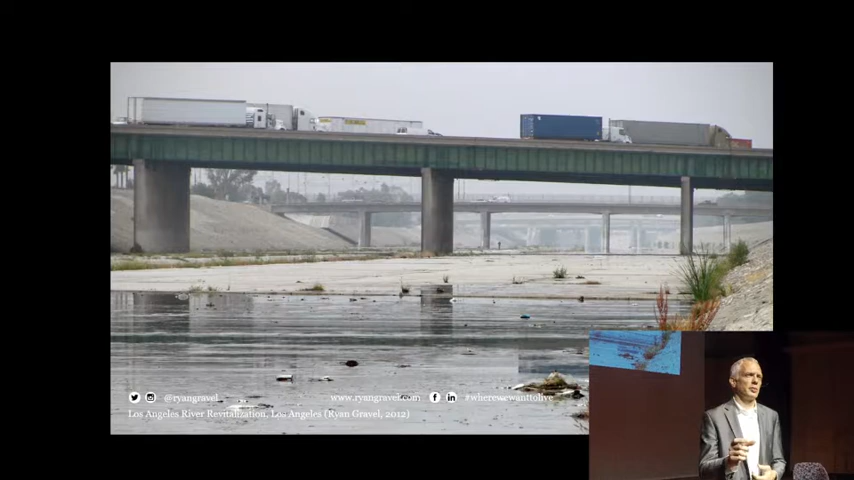 @ryangravel www.ryangravel.com #wherewewanttolive
Los Angeles River Revitalization, Los Angeles (Ryan Gravel, 2012)